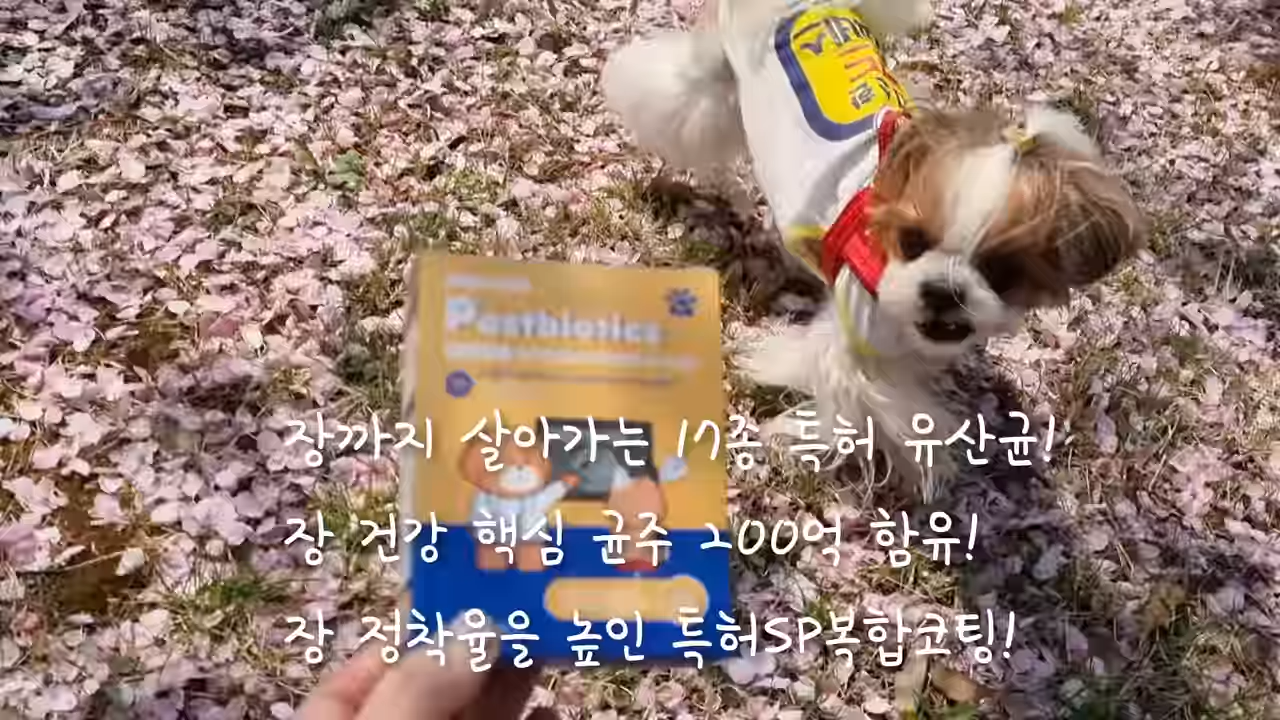 Postbiotics
장까지 살아가는 17종 특허 유산균!
장 건강 핵심 균주 200억 함유!
장 정착율을 높인 특허SP복합코팅!